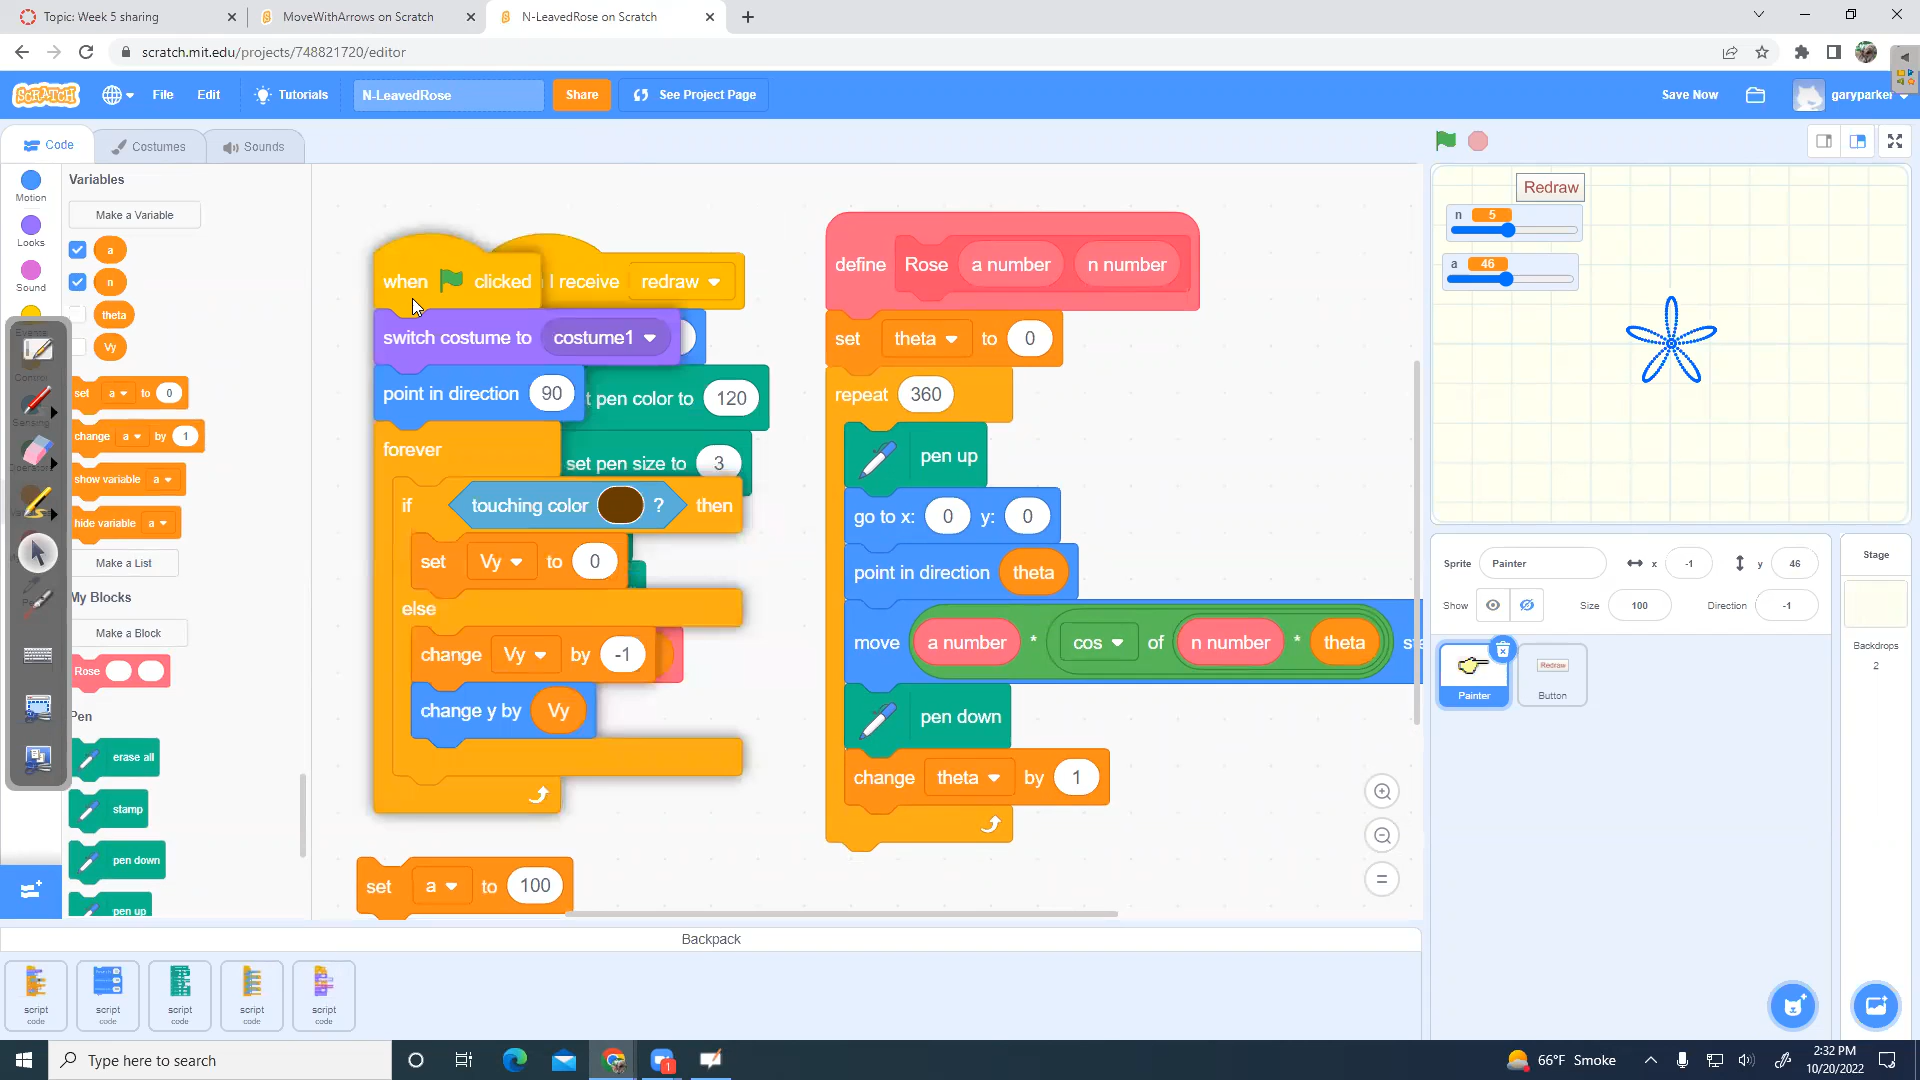 Topic: Week 5 sharing
MoveWithArrows on Scratch
N-LeavedRose on Scratch
scratch.mit.edu/projects/748821720/editor
SCRATCH
File
Edit
Tutorials
N-LeavedRose
Share
See Project Page
Save Now
garyparker
Code
Costumes
Sounds
Motion
Looks
Sound
Variables
Make a Variable
a
n
theta
Vy
set a to 0
change a by 1
show variable a
hide variable a
Make a List
My Blocks
Make a Block
Rose
Pen
erase all
stamp
pen down
pen up
when clicked
I receive redraw
switch costume to costume1
point in direction 90
t pen color to 120
forever
set pen size to 3
if touching color ? then
set Vy to 0
else
change Vy by -1
change y by Vy
set a to 100
define Rose a number n number
set theta to 0
repeat 360
pen up
go to x: 0 y: 0
point in direction theta
move a number * cos of n number * theta
pen down
change theta by 1
Redraw
n 5
a 46
Sprite Painter x -1 y 46
Show Size 100 Direction -1
Painter
Redraw
Button
Stage
Backdrops
2
Backpack
script
code
script
code
script
code
script
code
script
code
Type here to search
1
66°F Smoke
2:32 PM
10/20/2022